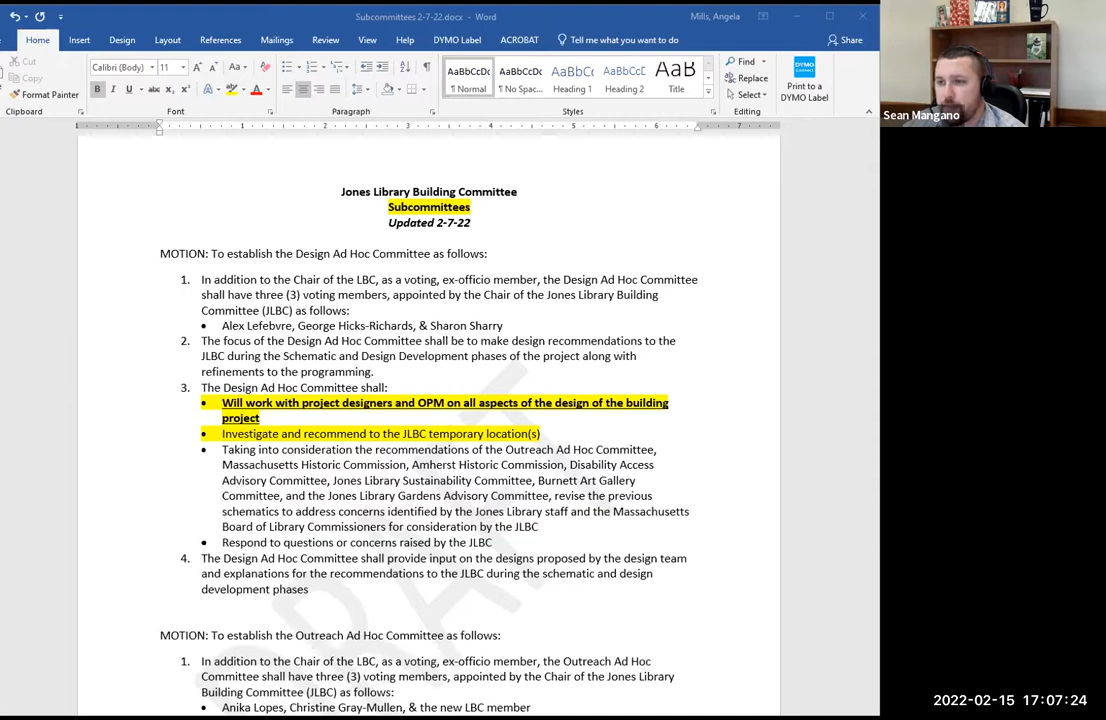 Subcommittees 2-7-22.docx - Word
Mills, Angela
Home Insert Design Layout References Mailings Review View Help DYMO Label ACROBAT Tell me what you want to do Share
Cut
Copy
Format Painter
Clipboard
Calibri (Body) 11
Font
Paragraph
AaBbCcDc AaBbCcDc AaBbCc AaBbCcD AaB
¶ Normal ¶ No Spac... Heading 1 Heading 2 Title
Styles
Find
Replace
Select
Editing
DYMO
Print to a
DYMO Label
Sean Mangano
1 1 2 3 4 5 6 7
Jones Library Building Committee
Subcommittees
Updated 2-7-22
MOTION: To establish the Design Ad Hoc Committee as follows:
1. In addition to the Chair of the LBC, as a voting, ex-officio member, the Design Ad Hoc Committee
shall have three (3) voting members, appointed by the Chair of the Jones Library Building
Committee (JLBC) as follows:
• Alex Lefebvre, George Hicks-Richards, & Sharon Sharry
2. The focus of the Design Ad Hoc Committee shall be to make design recommendations to the
JLBC during the Schematic and Design Development phases of the project along with
refinements to the programming.
3. The Design Ad Hoc Committee shall:
• Will work with project designers and OPM on all aspects of the design of the building
project
• Investigate and recommend to the JLBC temporary location(s)
• Taking into consideration the recommendations of the Outreach Ad Hoc Committee,
Massachusetts Historic Commission, Amherst Historic Commission, Disability Access
Advisory Committee, Jones Library Sustainability Committee, Burnett Art Gallery
Committee, and the Jones Library Gardens Advisory Committee, revise the previous
schematics to address concerns identified by the Jones Library staff and the Massachusetts
Board of Library Commissioners for consideration by the JLBC
• Respond to questions or concerns raised by the JLBC
4. The Design Ad Hoc Committee shall provide input on the designs proposed by the design team
and explanations for the recommendations to the JLBC during the schematic and design
development phases
DRAFT
MOTION: To establish the Outreach Ad Hoc Committee as follows:
1. In addition to the Chair of the LBC, as a voting, ex-officio member, the Outreach Ad Hoc
Committee shall have three (3) voting members, appointed by the Chair of the Jones Library
Building Committee (JLBC) as follows:
• Anika Lopes, Christine Gray-Mullen, & the new LBC member
2022-02-15 17:07:24